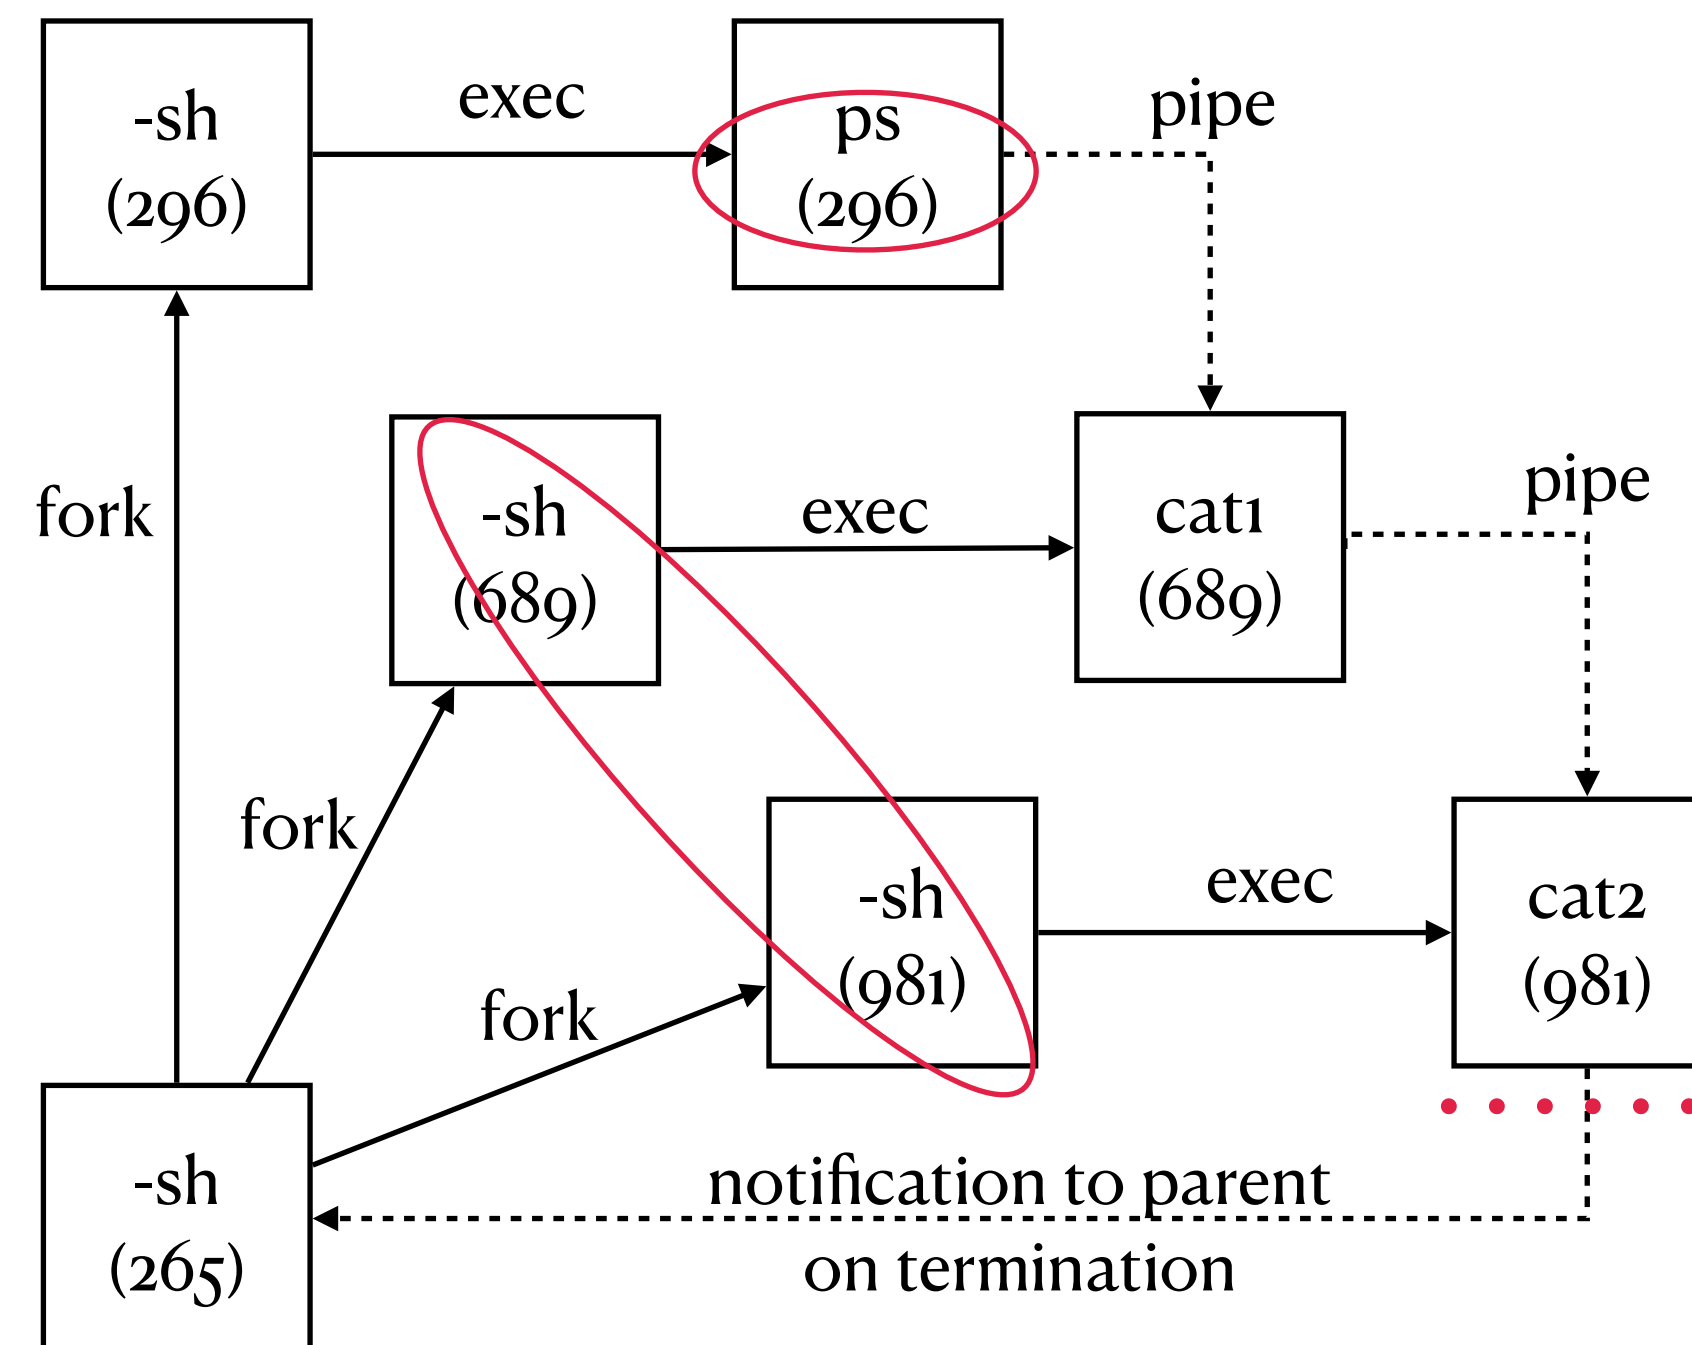 -sh
(296)
exec
ps
(296)
pipe
fork
-sh
(689)
exec
cat1
(689)
pipe
fork
-sh
(981)
exec
cat2
(981)
fork
-sh
(265)
notification to parent
on termination